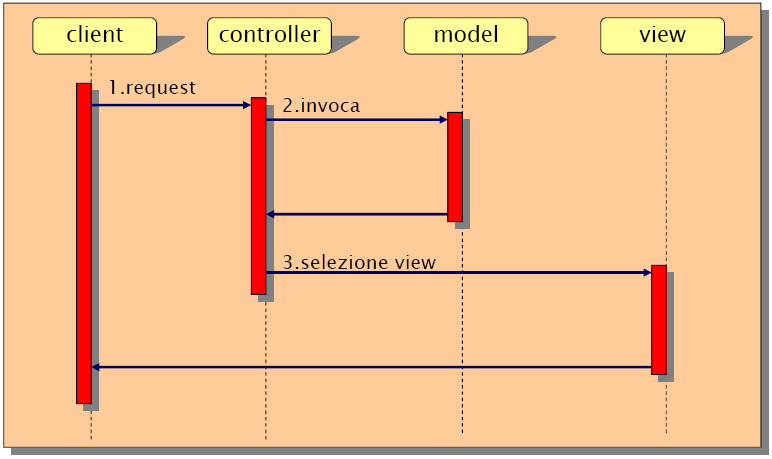 client
controller
model
view
1.request
2.invoca
3.selezione view